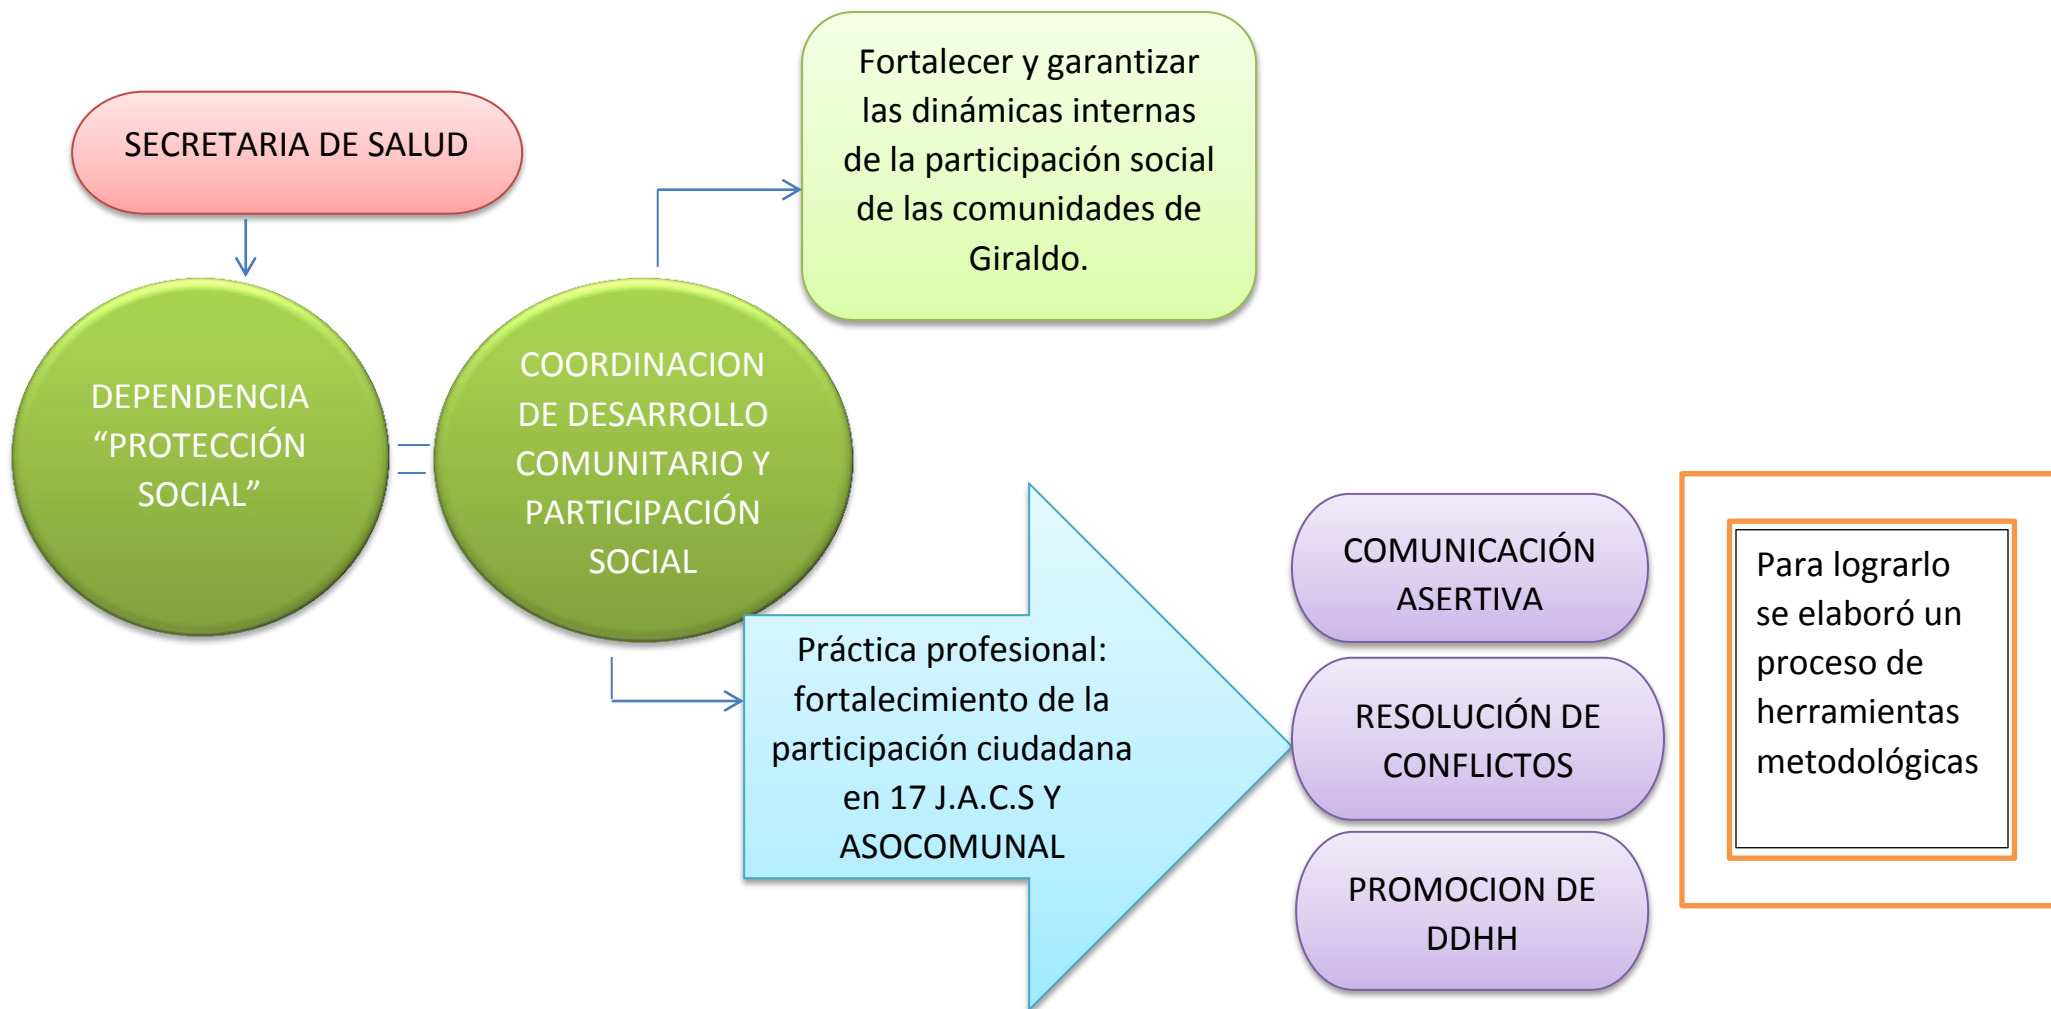 SECRETARIA DE SALUD
Fortalecer y garantizar
las dinámicas internas
de la participación social
de las comunidades de
Giraldo.
DEPENDENCIA
“PROTECCIÓN
SOCIAL”
COORDINACION
DE DESARROLLO
COMUNITARIO Y
PARTICIPACIÓN
SOCIAL
Práctica profesional:
fortalecimiento de la
participación ciudadana
en 17 J.A.C.S Y
ASOCOMUNAL
COMUNICACIÓN
ASERTIVA
RESOLUCIÓN DE
CONFLICTOS
PROMOCION DE
DDHH
Para lograrlo
se elaboró un
proceso de
herramientas
metodológicas